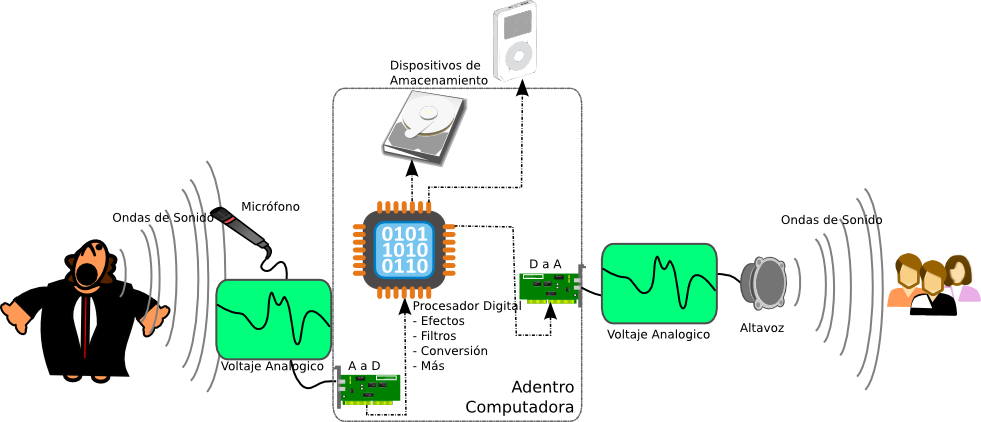 Dispositivos de
Amacenamiento
Ondas de Sonido
Micrófono
0101
1010
0110
Voltaje Analogico
A a D
Procesador Digital
- Efectos
- Filtros
- Conversión
- Más
D a A
Adentro
Computadora
Voltaje Analogico
Altavoz
Ondas de Sonido